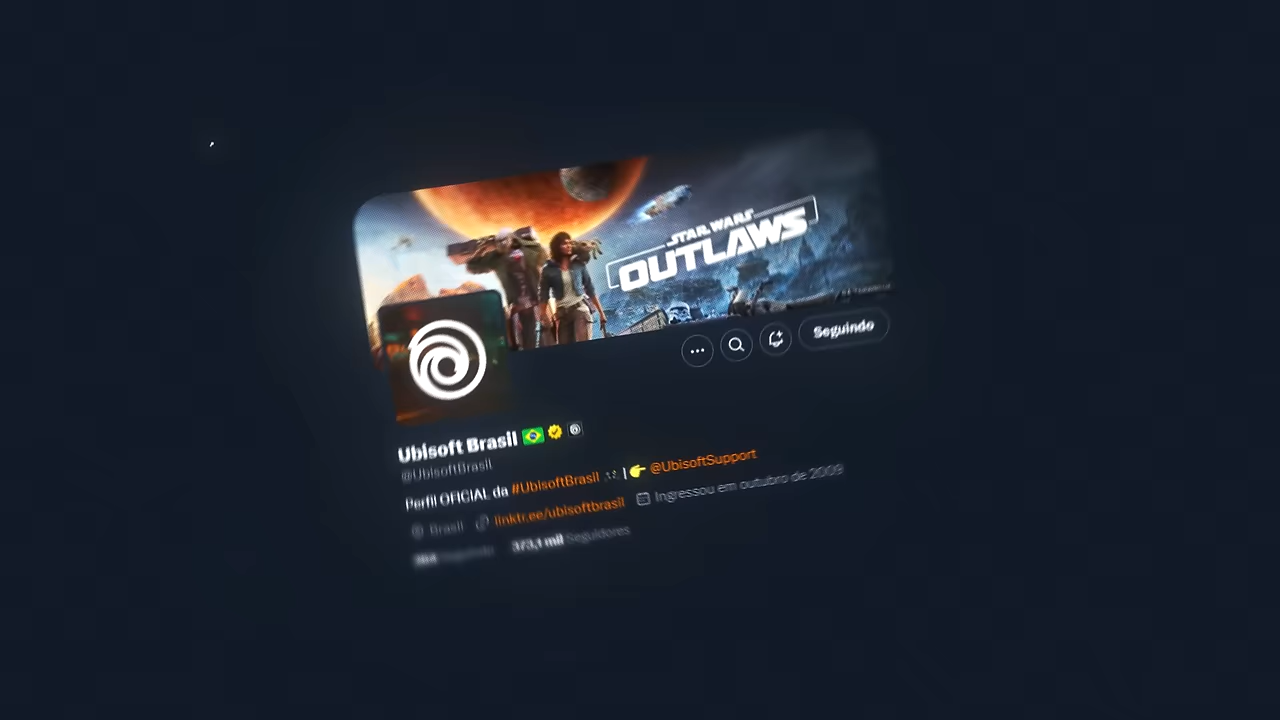 STAR WARS
OUTLAWS
Seguindo
Ubisoft Brasil
@UbisoftBrasil
Perfil OFICIAL da #UbisoftBrasil | 👉 @UbisoftSupport
Brasil linktr.ee/ubisoftbrasil Ingressou em outubro de 2009
Seguindo 373,1 mil Seguidores